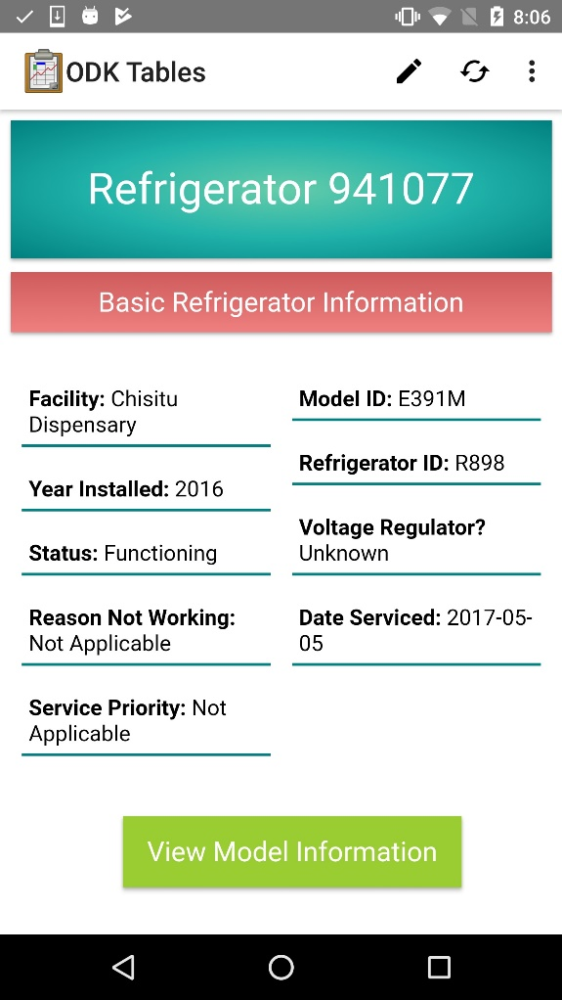 8:06
ODK Tables
Refrigerator 941077
Basic Refrigerator Information
Facility: Chisitu
Dispensary
Year Installed: 2016
Status: Functioning
Reason Not Working:
Not Applicable
Service Priority: Not
Applicable
Model ID: E391M
Refrigerator ID: R898
Voltage Regulator?
Unknown
Date Serviced: 2017-05-
05
View Model Information